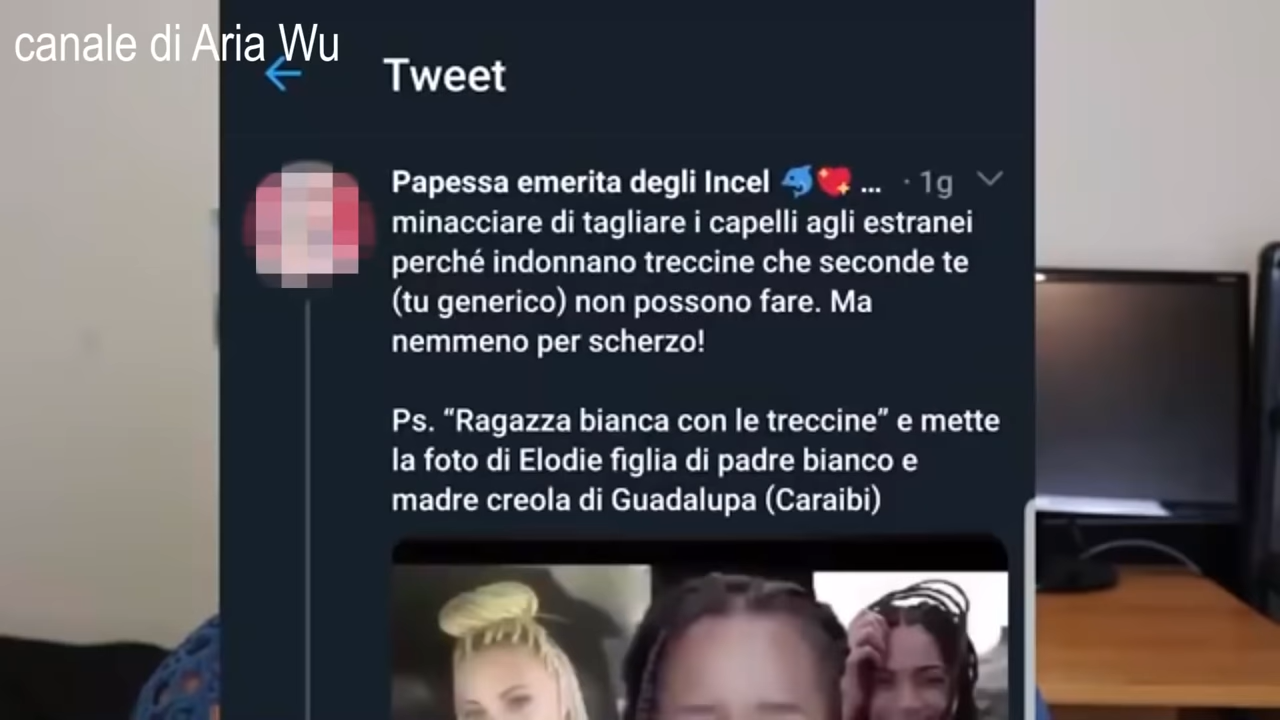 canale di Aria Wu
Tweet
Papessa emerita degli Incel 🐬💖 ... · 1g
minacciare di tagliare i capelli agli estranei
perché indonnano treccine che seconde te
(tu generico) non possono fare. Ma
nemmeno per scherzo!
Ps. “Ragazza bianca con le treccine” e mette
la foto di Elodie figlia di padre bianco e
madre creola di Guadalupa (Caraibi)